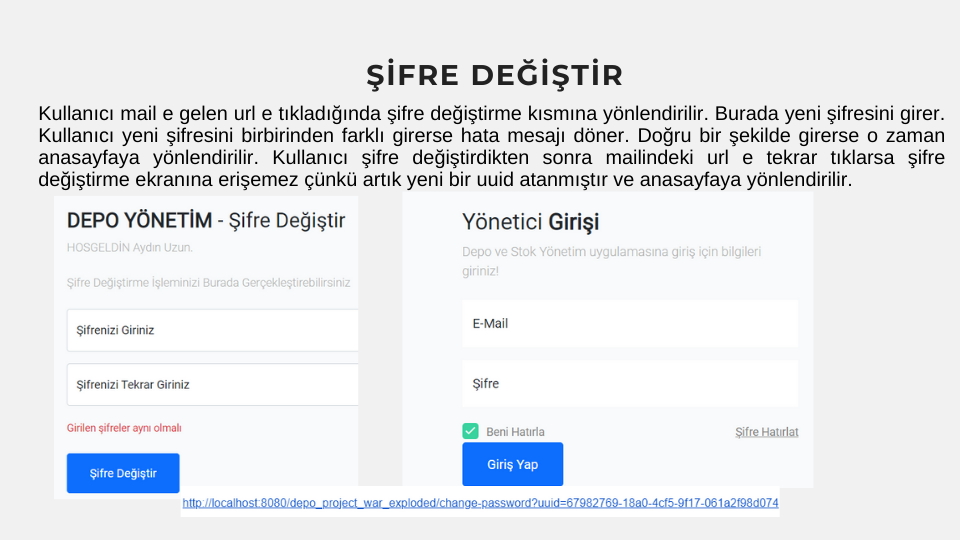 ŞİFRE DEĞİŞTİR
Kullanıcı mail e gelen url e tıkladığında şifre değiştirme kısmına yönlendirilir. Burada yeni şifresini girer.
Kullanıcı yeni şifresini birbirinden farklı girerse hata mesajı döner. Doğru bir şekilde girerse o zaman
anasayfaya yönlendirilir. Kullanıcı şifre değiştirdikten sonra mailindeki url e tekrar tıklarsa şifre
değiştirme ekranına erişemez çünkü artık yeni bir uuid atanmıştır ve anasayfaya yönlendirilir.
DEPO YÖNETİM - Şifre Değiştir
HOSGELDİN Aydın Uzun.
Şifre Değiştirme İşleminizi Burada Gerçekleştirebilirsiniz
Şifrenizi Giriniz
Şifrenizi Tekrar Giriniz
Girilen şifreler aynı olmalı
Şifre Değiştir
Yönetici Girişi
Depo ve Stok Yönetim uygulamasına giriş için bilgileri
giriniz!
E-Mail
Şifre
Beni Hatırla
Şifre Hatırlat
Giriş Yap
http://localhost:8080/depo_project_war_exploded/change-password?uuid=67982769-18a0-4cf5-9f17-061a2f98d074